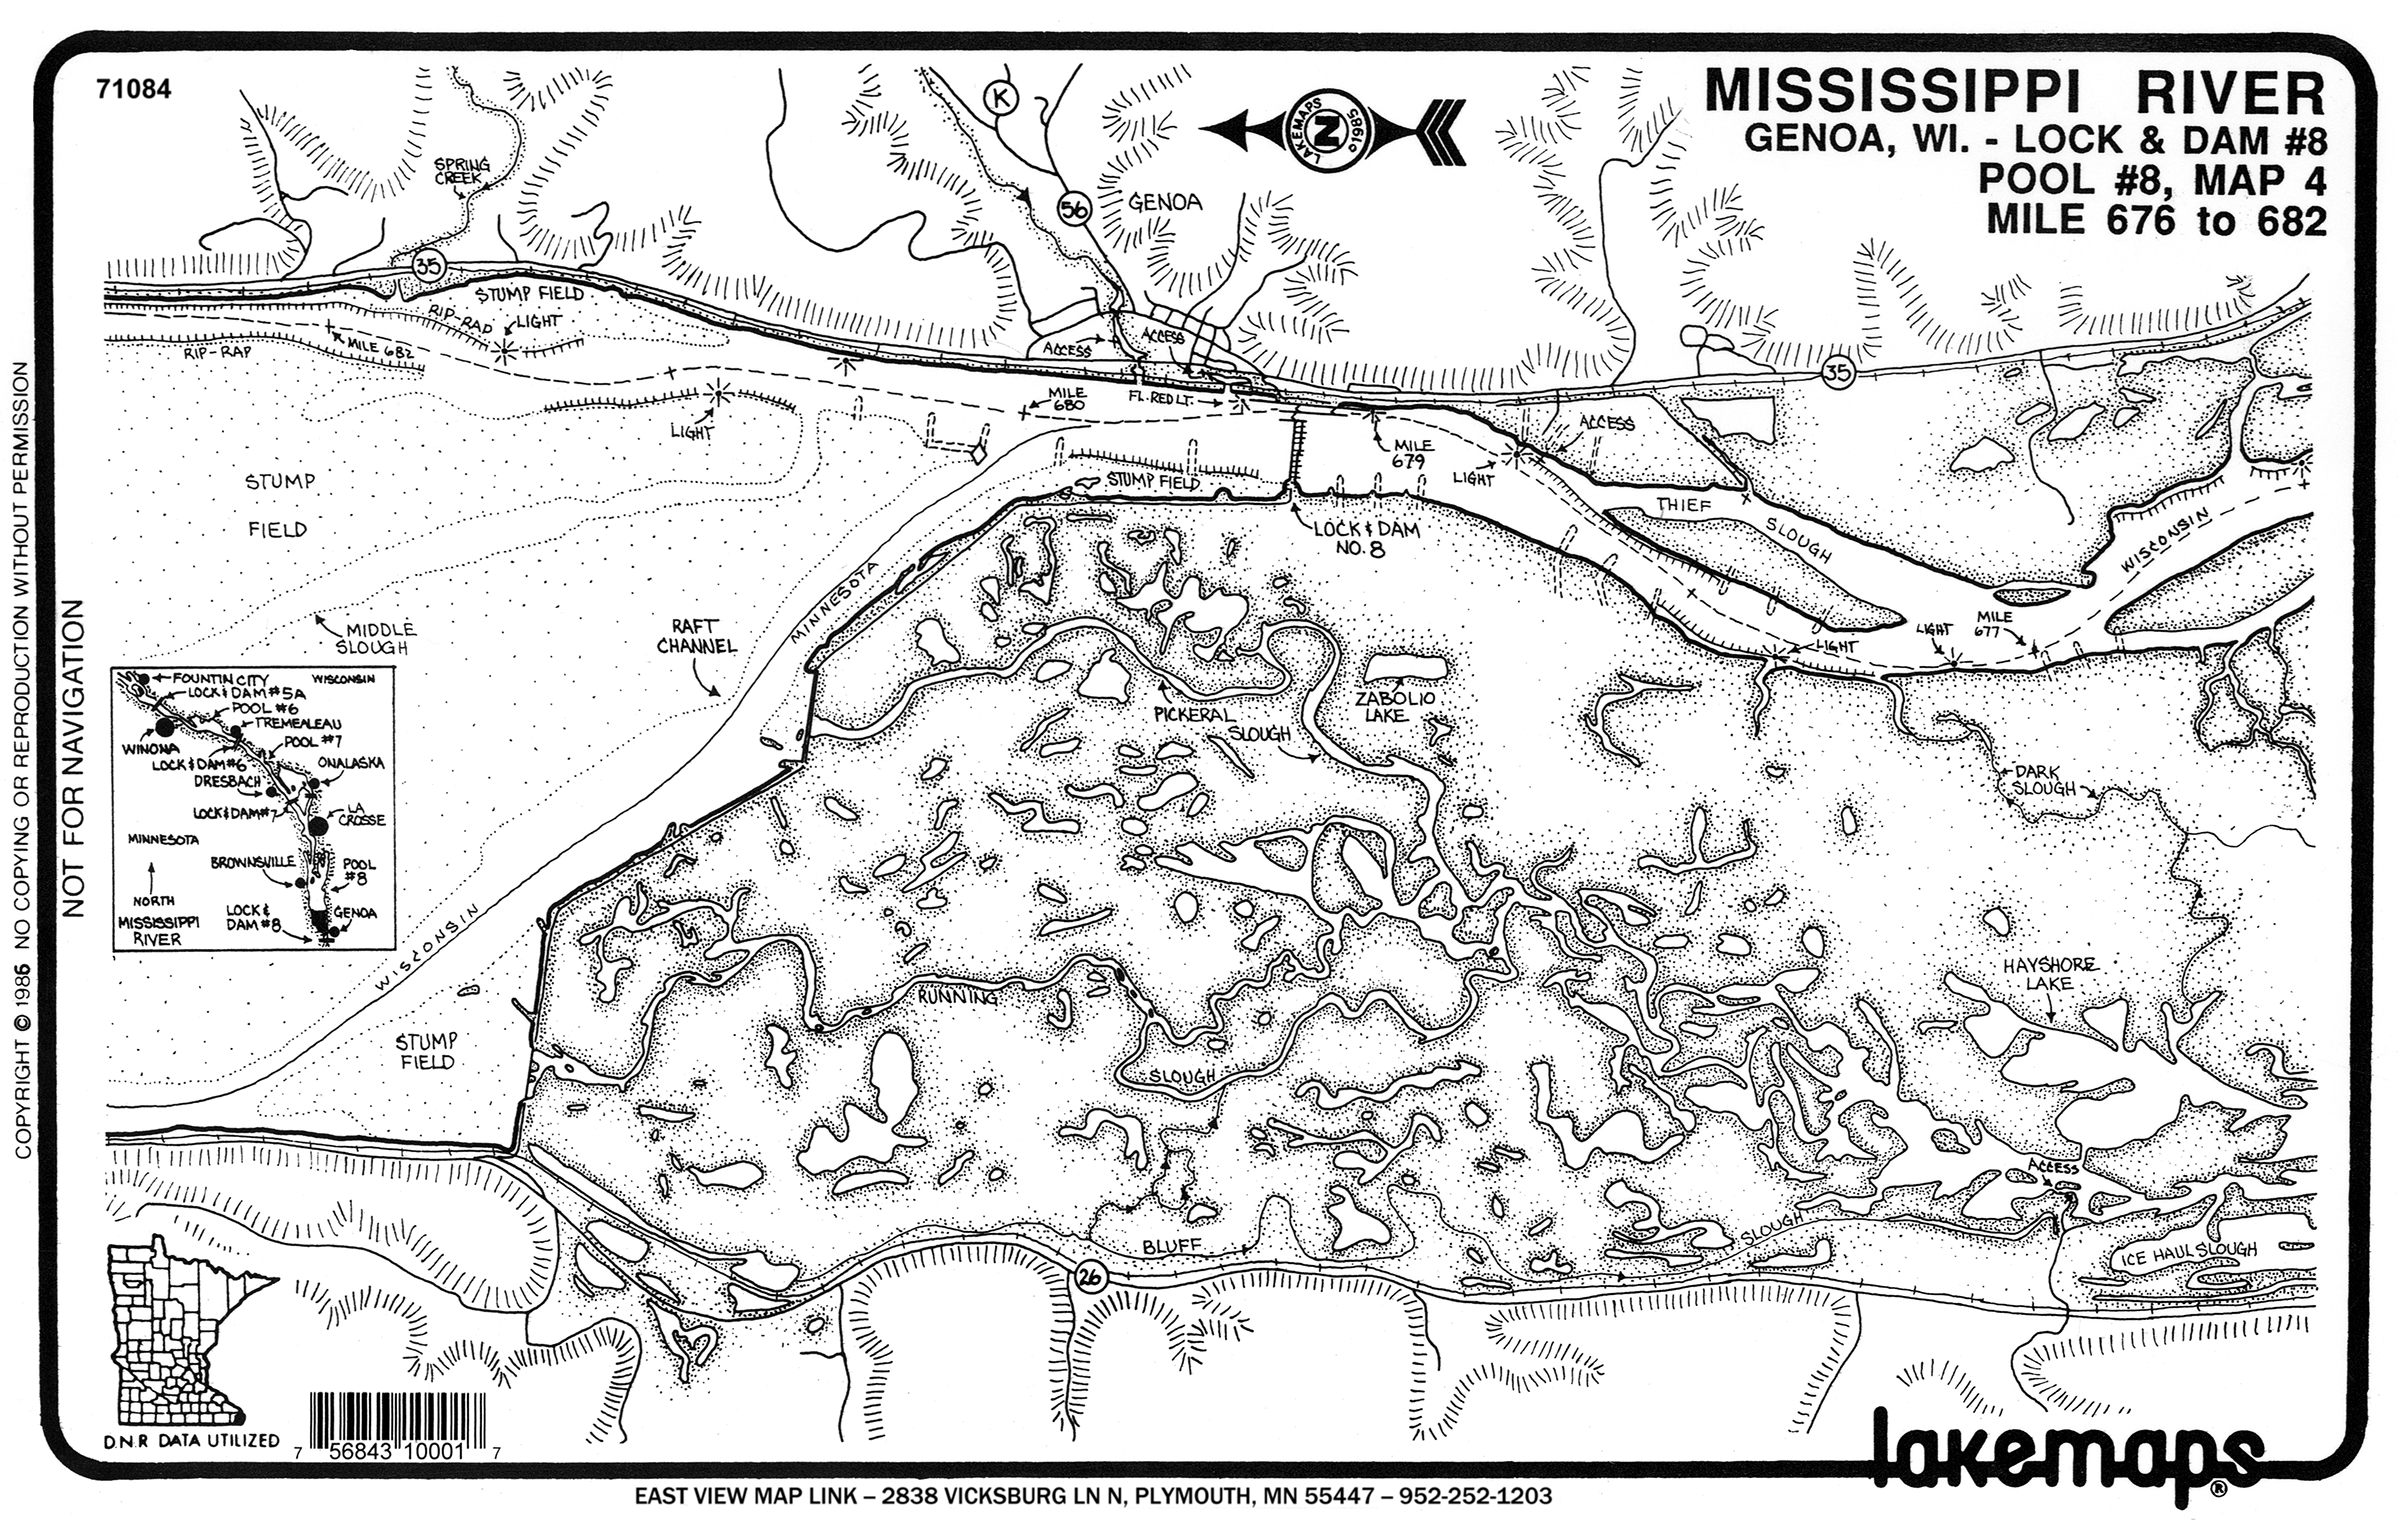 71084
MISSISSIPPI RIVER
GENOA, WI. - LOCK & DAM #8
POOL #8, MAP 4
MILE 676 to 682
LAKEMAPS
N
K
SPRING
CREEK
56
GENOA
35
STUMP FIELD
RIP-RAP
LIGHT
MILE 682
RIP-RAP
ACCESS
ACCESS
MILE
680
FL. RED LT.
LIGHT
35
ACCESS
MILE
679
LIGHT
STUMP
FIELD
STUMP FIELD
LOCK & DAM
NO. 8
THIEF
SLOUGH
WISCONSIN
MINNESOTA
MIDDLE
SLOUGH
RAFT
CHANNEL
LIGHT
LIGHT
MILE
677
PICKERAL
SLOUGH
ZABOLIO
LAKE
DARK
SLOUGH
FOUNTIN CITY
WISCONSIN
LOCK & DAM #5A
POOL #6
TREMEALEAU
WINONA
POOL #7
LOCK & DAM #6
ONALASKA
DRESBACH
LOCK & DAM #7
LA
CROSSE
MINNESOTA
BROWNSVILLE
POOL
#8
NORTH
LOCK &
DAM #8
GENOA
MISSISSIPPI
RIVER
WISCONSIN
STUMP
FIELD
RUNNING
SLOUGH
HAYSHORE
LAKE
ACCESS
BLUFF
SLOUGH
ICE HAUL SLOUGH
26
D.N.R DATA UTILIZED
7 56843 10001 7
lakemaps®
EAST VIEW MAP LINK – 2838 VICKSBURG LN N, PLYMOUTH, MN 55447 – 952-252-1203
NOT FOR NAVIGATION
COPYRIGHT © 1986 NO COPYING OR REPRODUCTION WITHOUT PERMISSION